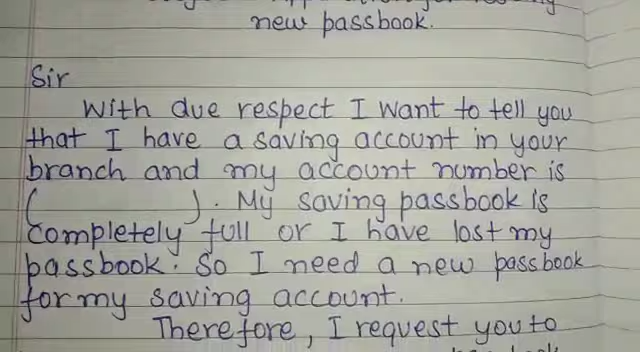 new passbook.
Sir
With due respect I want to tell you
that I have a saving account in your
branch and my account number is
(            ). My saving passbook is
completely full or I have lost my
passbook. So I need a new passbook
for my saving account.
Therefore, I request you to